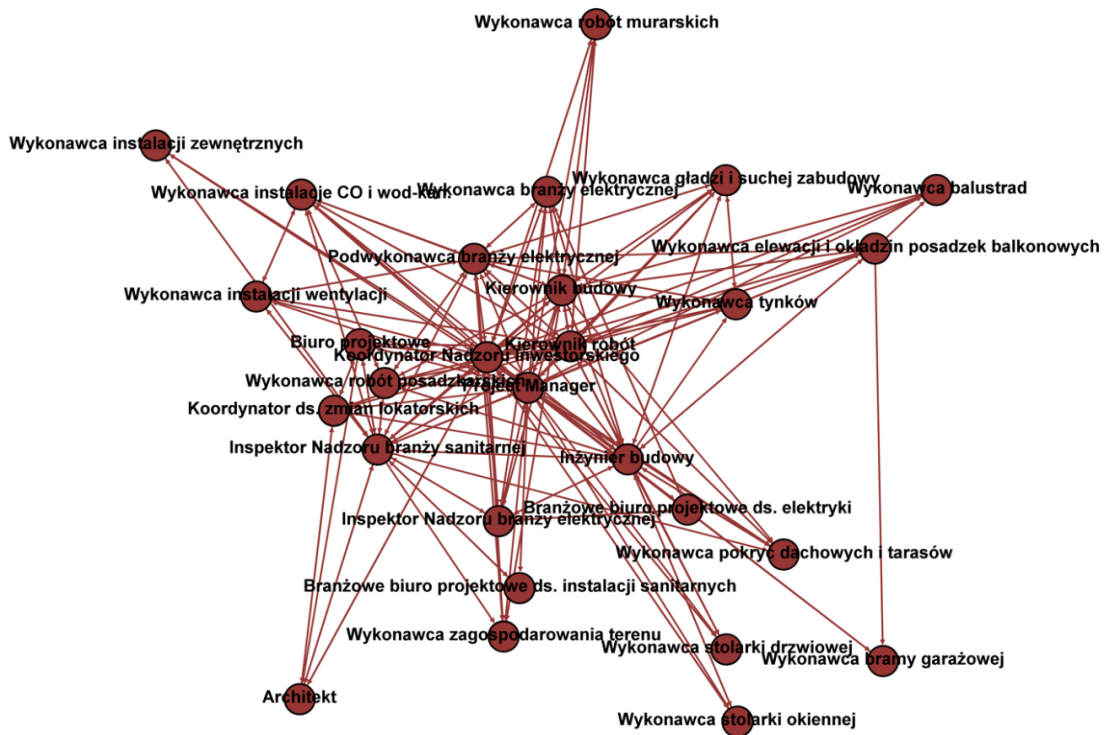 Wykonawca robót murarskich
Wykonawca instalacji zewnętrznych
Wykonawca gładzi i suchej zabudowy
Wykonawca instalacje CO i wod-kan.
Wykonawca branży elektrycznej
Wykonawca balustrad
Wykonawca elewacji i okładzin posadzek balkonowych
Podwykonawca branży elektrycznej
Kierownik budowy
Wykonawca instalacji wentylacji
Wykonawca tynków
Biuro projektowe
Kierownik robót
Koordynator Nadzoru Inwestorskiego
Wykonawca robót posadzkarskich
Project Manager
Koordynator ds. zmian lokatorskich
Inspektor Nadzoru branży sanitarnej
Inżynier budowy
Branżowe biuro projektowe ds. elektryki
Inspektor Nadzoru branży elektrycznej
Wykonawca pokryć dachowych i tarasów
Branżowe biuro projektowe ds. instalacji sanitarnych
Wykonawca zagospodarowania terenu
Wykonawca stolarki drzwiowej
Wykonawca bramy garażowej
Architekt
Wykonawca stolarki okiennej